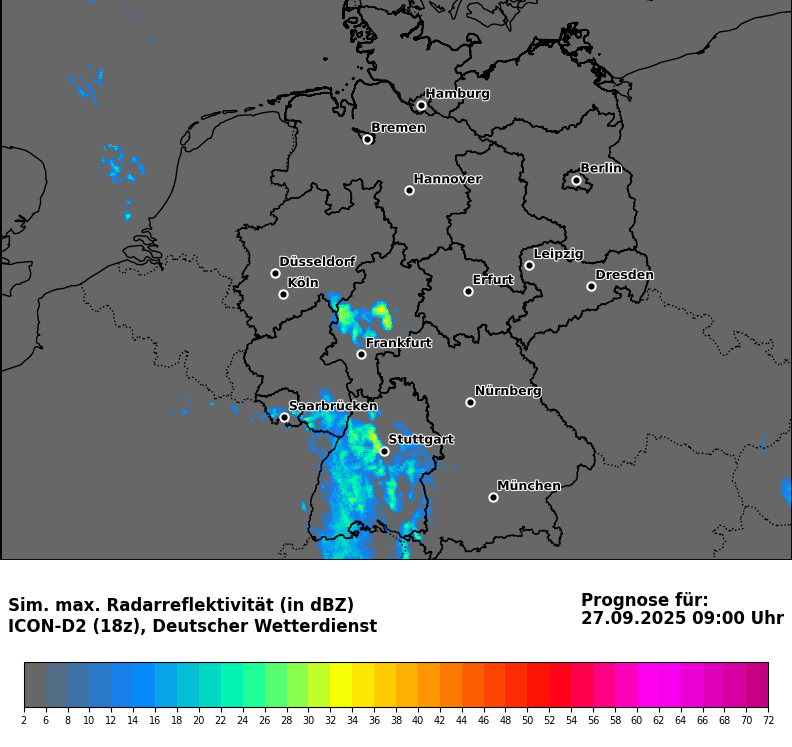 Hamburg
Bremen
Berlin
Hannover
Leipzig
Düsseldorf
Dresden
Erfurt
Köln
Frankfurt
Nürnberg
Saarbrücken
Stuttgart
München
Sim. max. Radarreflektivität (in dBZ)
ICON-D2 (18z), Deutscher Wetterdienst
Prognose für:
27.09.2025 09:00 Uhr
2 6 8 10 12 14 16 18 20 22 24 26 28 30 32 34 36 38 40 42 44 46 48 50 52 54 56 58 60 62 64 66 68 70 72